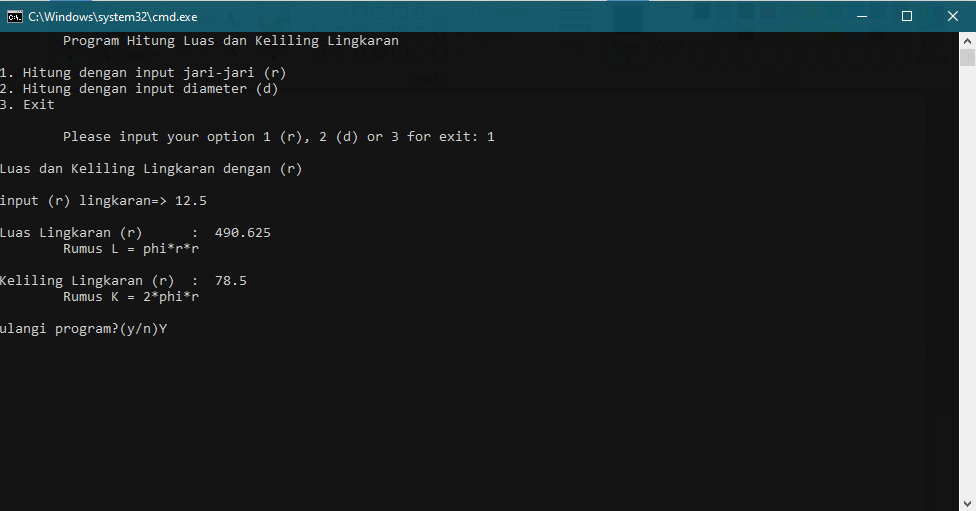 C:\Windows\system32\cmd.exe
Program Hitung Luas dan Keliling Lingkaran
1. Hitung dengan input jari-jari (r)
2. Hitung dengan input diameter (d)
3. Exit
Please input your option 1 (r), 2 (d) or 3 for exit: 1
Luas dan Keliling Lingkaran dengan (r)
input (r) lingkaran=> 12.5
Luas Lingkaran (r) : 490.625
Rumus L = phi*r*r
Keliling Lingkaran (r) : 78.5
Rumus K = 2*phi*r
ulangi program?(y/n)Y